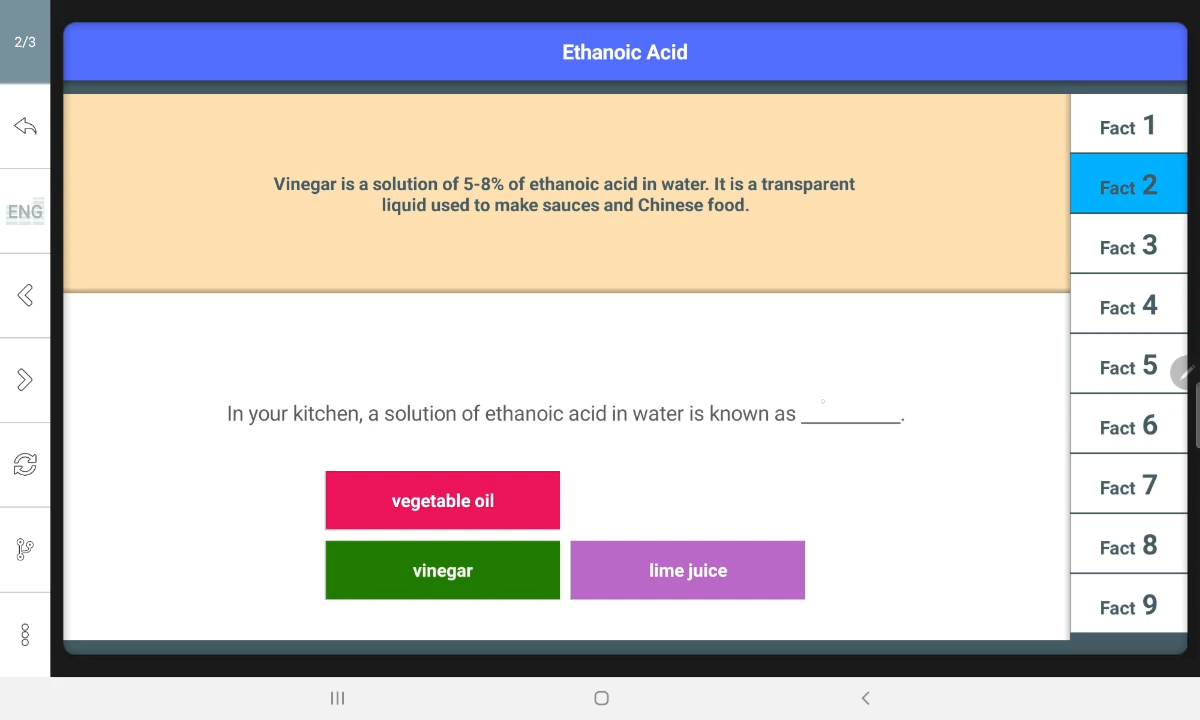 2/3
ENG
Ethanoic Acid
Vinegar is a solution of 5-8% of ethanoic acid in water. It is a transparent
liquid used to make sauces and Chinese food.
In your kitchen, a solution of ethanoic acid in water is known as __________.
vegetable oil
vinegar
lime juice
Fact 1
Fact 2
Fact 3
Fact 4
Fact 5
Fact 6
Fact 7
Fact 8
Fact 9